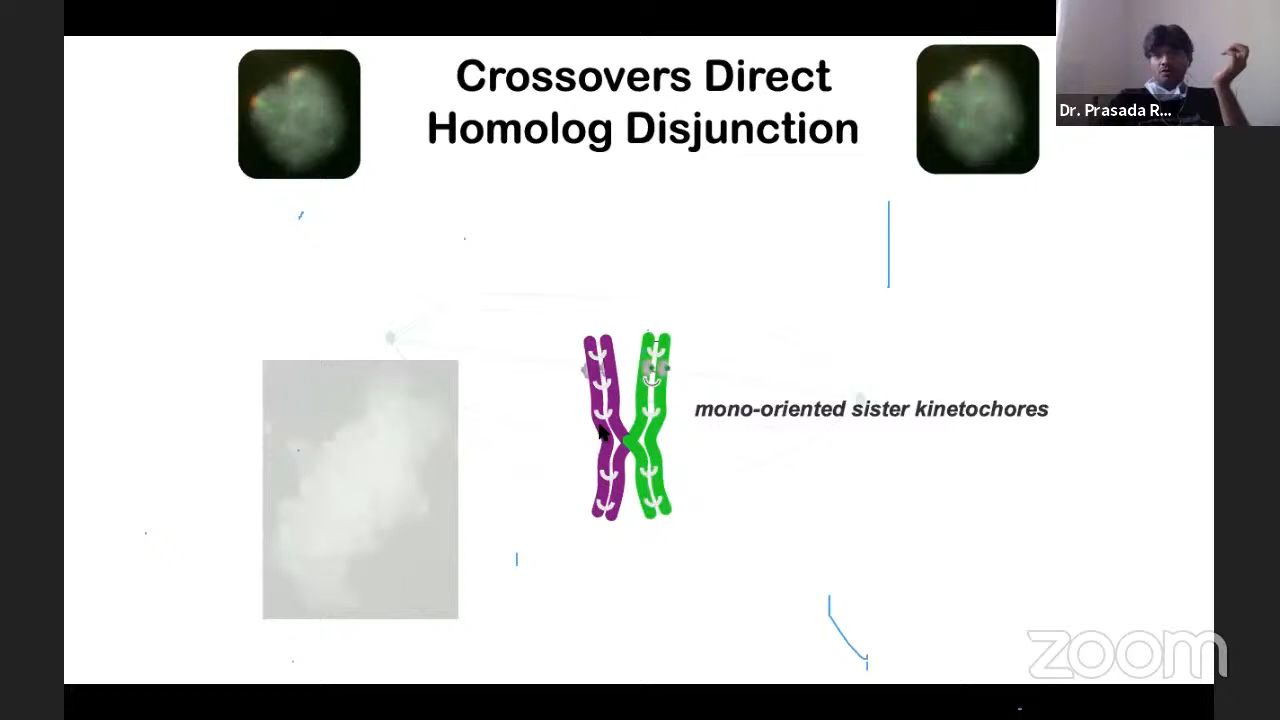 Crossovers Direct
Homolog Disjunction
Dr. Prasada R...
mono-oriented sister kinetochores
zoom